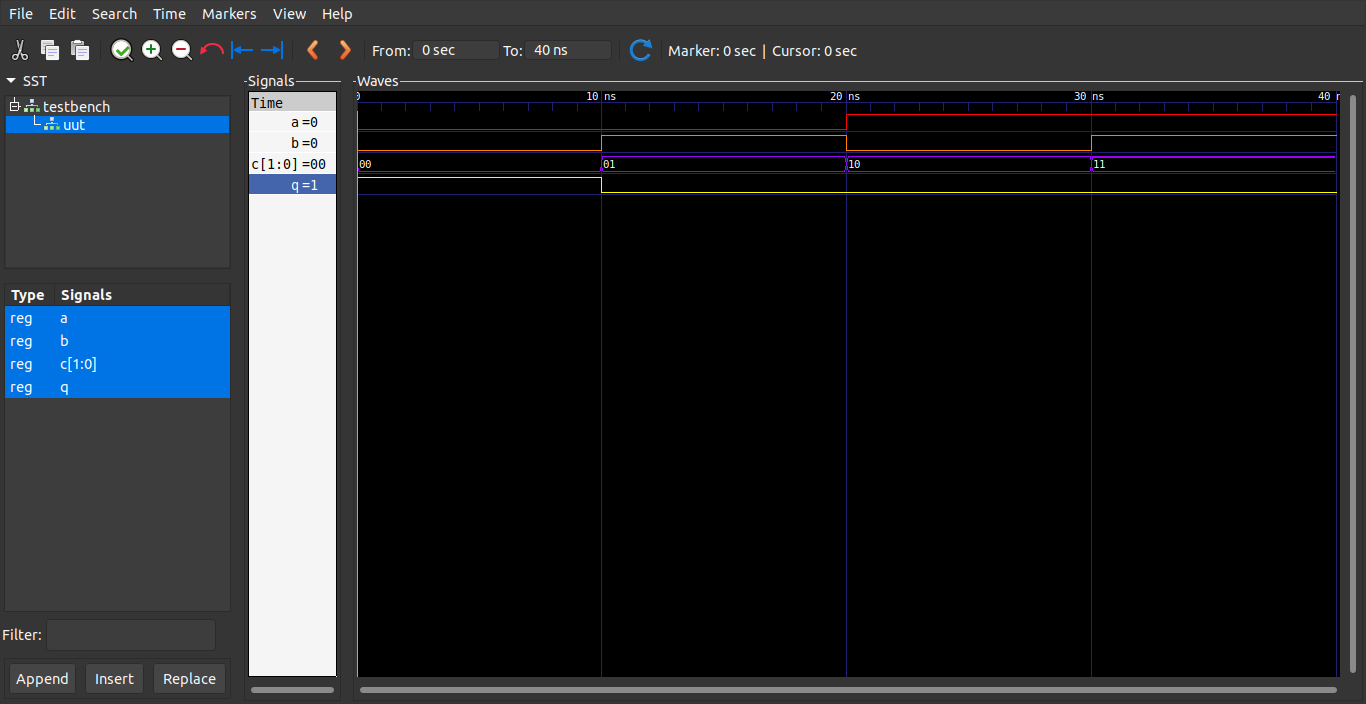 File Edit Search Time Markers View Help
From: 0 sec To: 40 ns Marker: 0 sec | Cursor: 0 sec
SST
testbench
uut
Type Signals
reg a
reg b
reg c[1:0]
reg q
Filter:
Append Insert Replace
Signals
Time
a=0
b=0
c[1:0]=00
q=1
Waves
0 10 ns 20 ns 30 ns 40 n
00 01 10 11